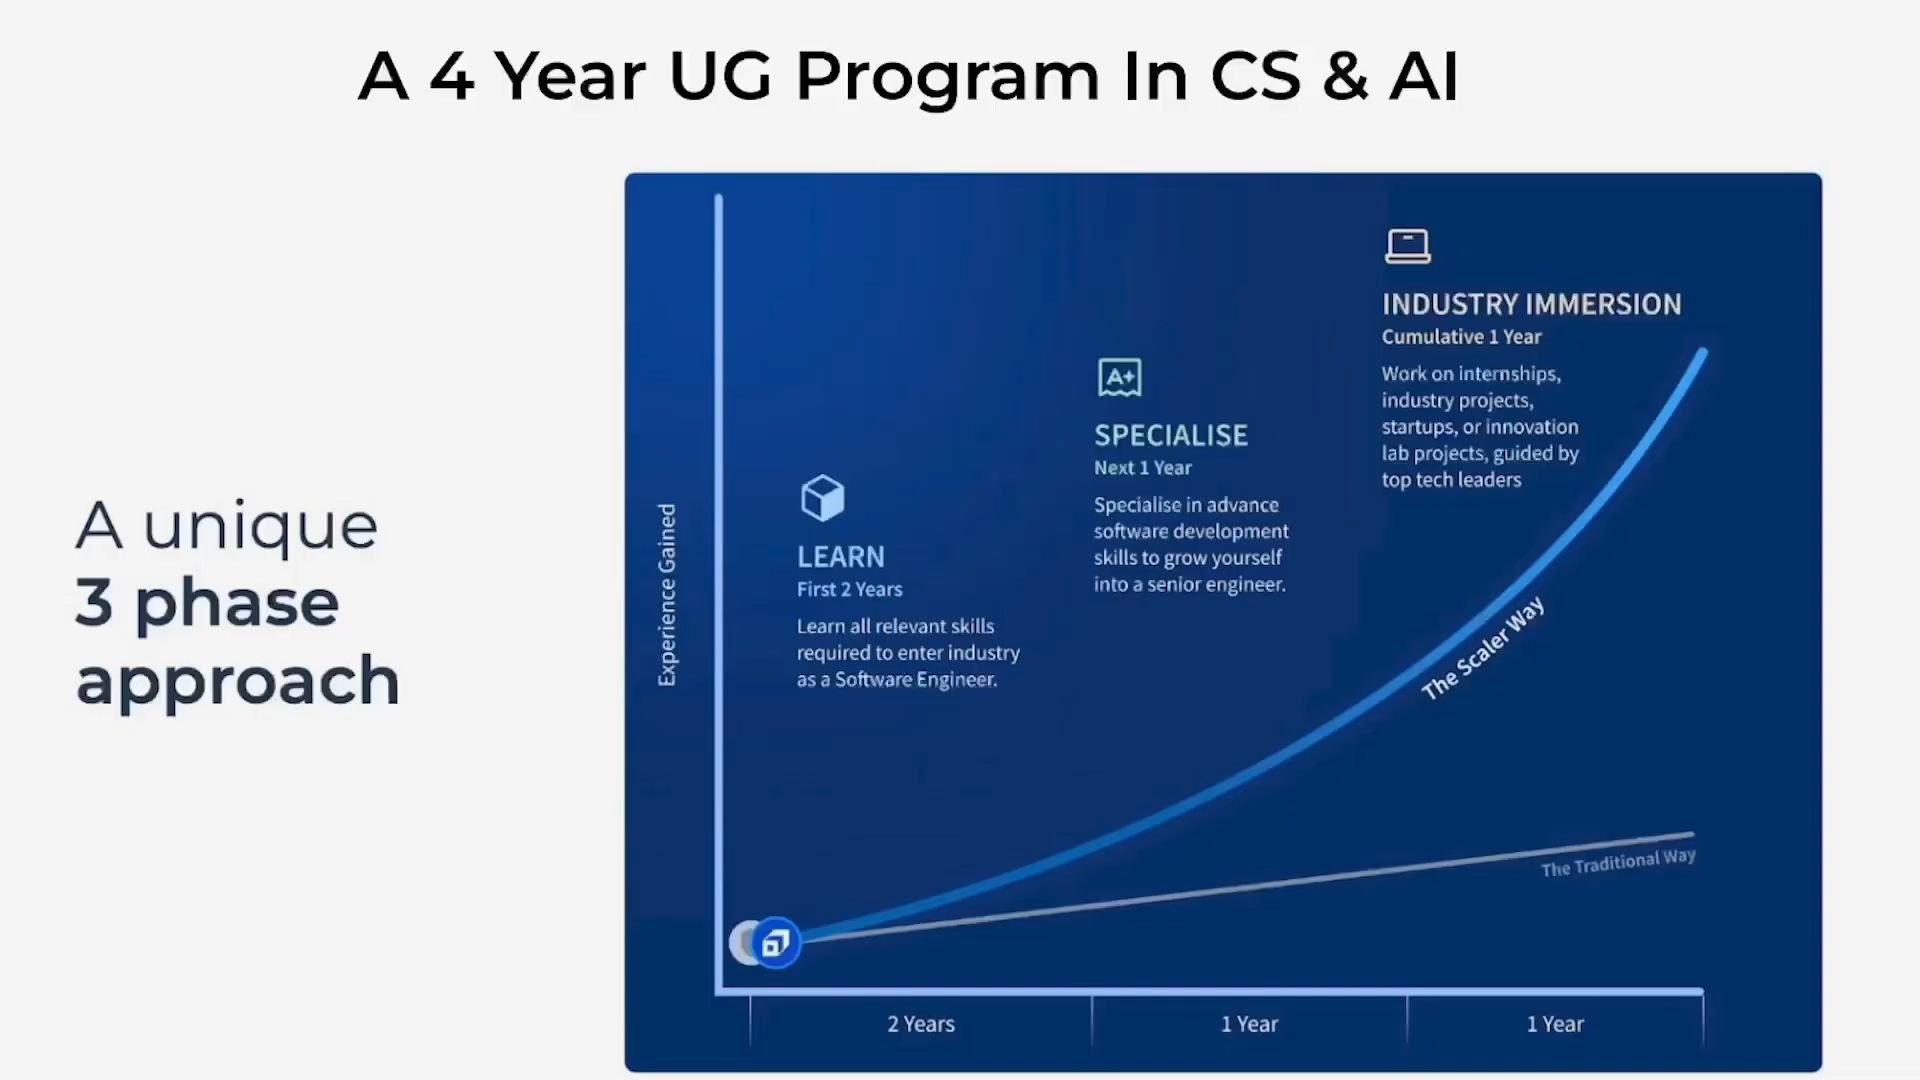 A 4 Year UG Program In CS & AI
A unique
3 phase
approach
Experience Gained
LEARN
First 2 Years
Learn all relevant skills
required to enter industry
as a Software Engineer.
A+
SPECIALISE
Next 1 Year
Specialise in advance
software development
skills to grow yourself
into a senior engineer.
INDUSTRY IMMERSION
Cumulative 1 Year
Work on internships,
industry projects,
startups, or innovation
lab projects, guided by
top tech leaders
The Scaler Way
The Traditional Way
2 Years
1 Year
1 Year